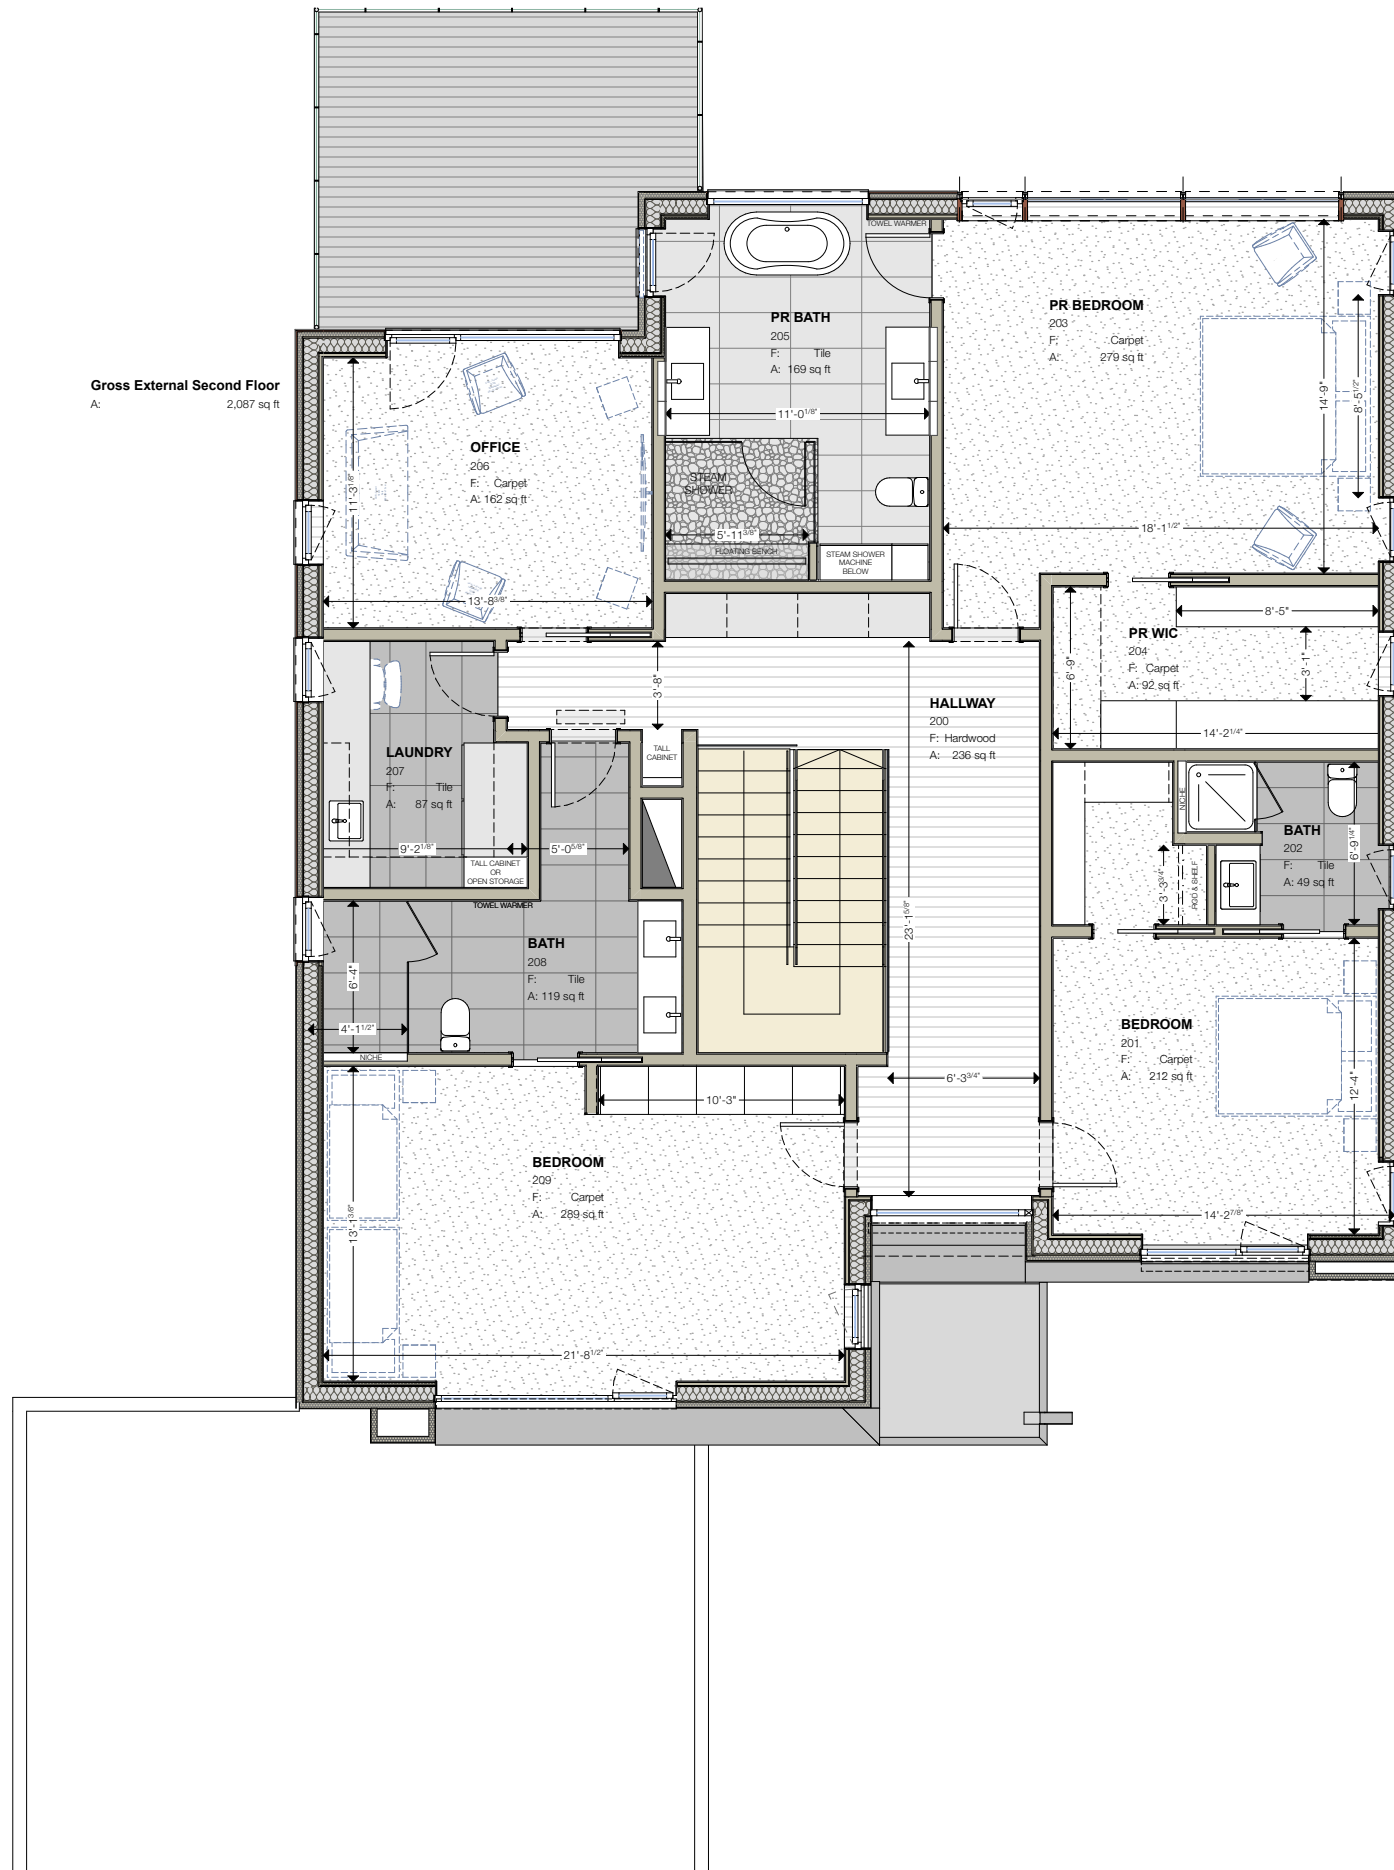 Gross External Second Floor
A: 2,087 sq ft
TOWEL WARMER
PR BATH
205
F: Tile
A: 169 sq ft
11'-0 1/8"
STEAM
SHOWER
5'-11 3/8"
FLOATING BENCH
STEAM SHOWER
MACHINE
BELOW
PR BEDROOM
203
F: Carpet
A: 279 sq ft
14'-9"
8'-5 1/2"
18'-1 1/2"
OFFICE
206
F: Carpet
A: 162 sq ft
11'-3 1/8"
13'-8 3/8"
PR WIC
204
F: Carpet
A: 92 sq ft
8'-5"
6'-9"
3'-1"
14'-2 1/4"
HALLWAY
200
F: Hardwood
A: 236 sq ft
3'-8"
23'-1 5/8"
6'-3 3/4"
TALL
CABINET
LAUNDRY
207
F: Tile
A: 87 sq ft
9'-2 1/8"
5'-0 5/8"
TALL CABINET
OR
OPEN STORAGE
TOWEL WARMER
NICHE
BATH
202
F: Tile
A: 49 sq ft
6'-9 1/4"
3'-3 3/4"
ROD & SHELF
BATH
208
F: Tile
A: 119 sq ft
6'-4"
4'-1 1/2"
NICHE
BEDROOM
201
F: Carpet
A: 212 sq ft
12'-4"
14'-2 7/8"
10'-3"
BEDROOM
209
F: Carpet
A: 289 sq ft
13'-1 3/8"
21'-8 1/2"